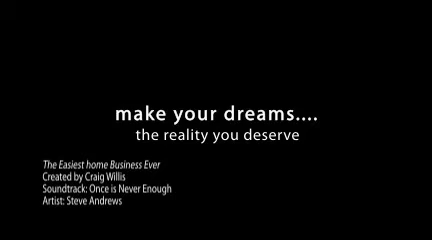 make your dreams....
the reality you deserve
The Easiest home Business Ever
Created by Craig Willis
Soundtrack: Once is Never Enough
Artist: Steve Andrews